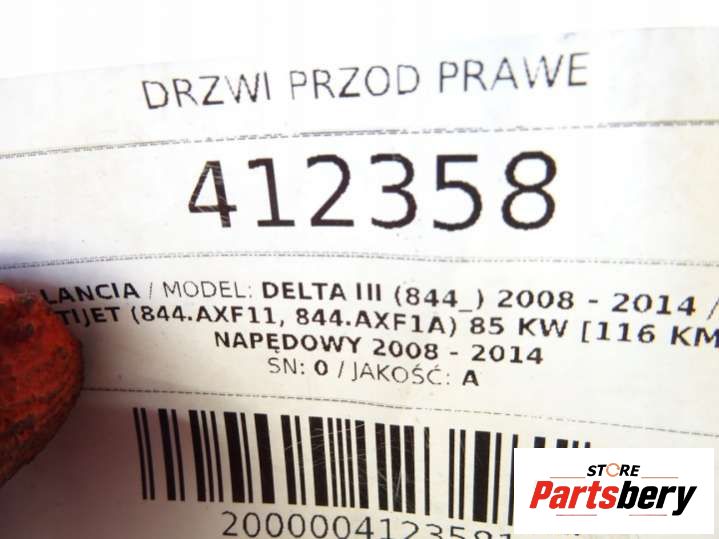 DRZWI PRZOD PRAWE
412358
LANCIA / MODEL: DELTA III (844_) 2008 - 2014 /
TIJET (844.AXF11, 844.AXF1A) 85 KW [116 KM
NAPĘDOWY 2008 - 2014
SN: 0 / JAKOŚĆ: A
2000004123581
STORE
Partsbery